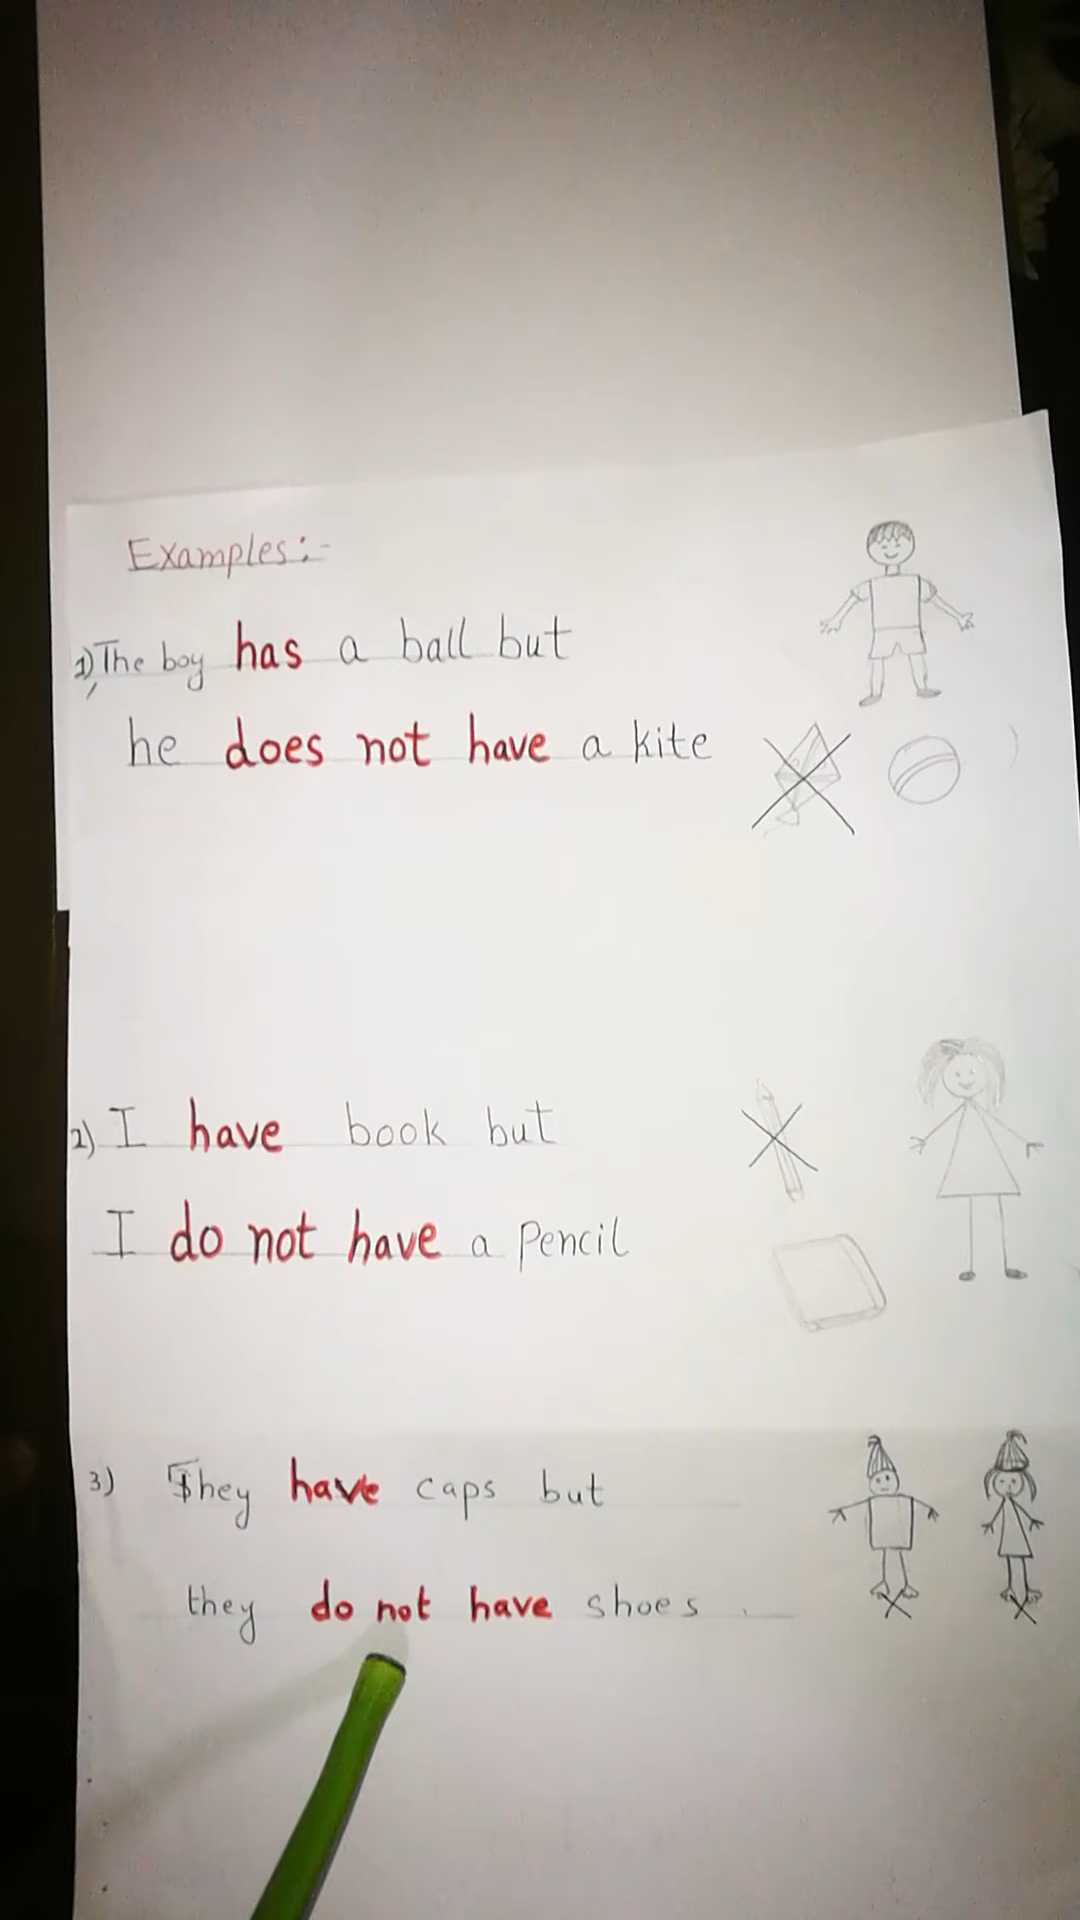 Examples:-
1) The boy has a ball but
he does not have a kite
2) I have book but
I do not have a pencil
3) They have caps but
they do not have shoes .